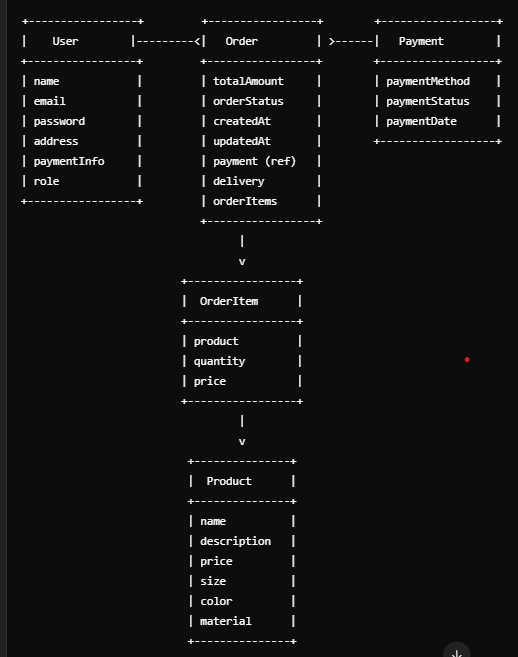 User Order Payment
name totalAmount paymentMethod
email orderStatus paymentStatus
password createdAt paymentDate
address updatedAt
paymentInfo payment (ref)
role delivery
orderItems
v
OrderItem
product
quantity
price
v
Product
name
description
price
size
color
material